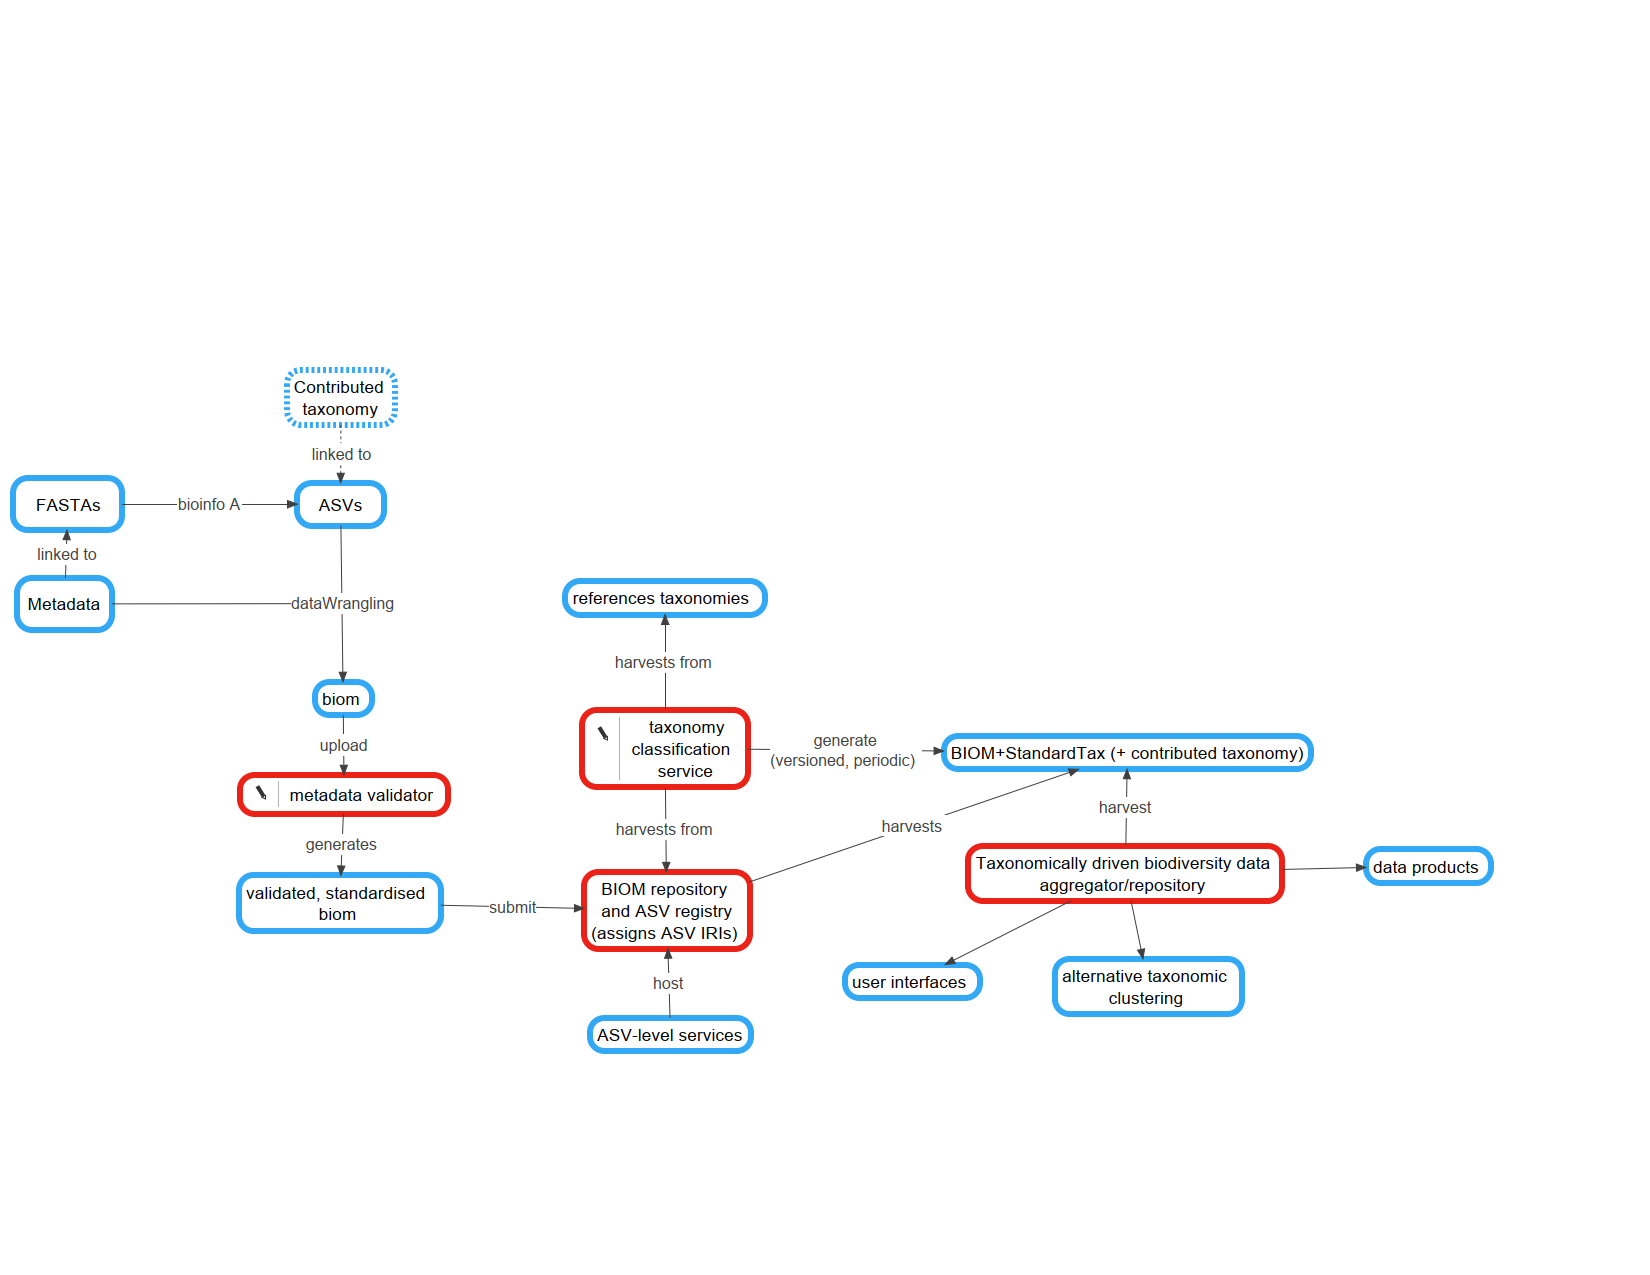 Contributed
taxonomy
linked to
FASTAs
bioinfo A
ASVs
linked to
Metadata
dataWrangling
biom
upload
metadata validator
generates
validated, standardised
biom
submit
references taxonomies
harvests from
taxonomy
classification
service
generate
(versioned, periodic)
BIOM+StandardTax (+ contributed taxonomy)
harvests from
harvests
harvest
BIOM repository
and ASV registry
(assigns ASV IRIs)
Taxonomically driven biodiversity data
aggregator/repository
data products
host
ASV-level services
user interfaces
alternative taxonomic
clustering